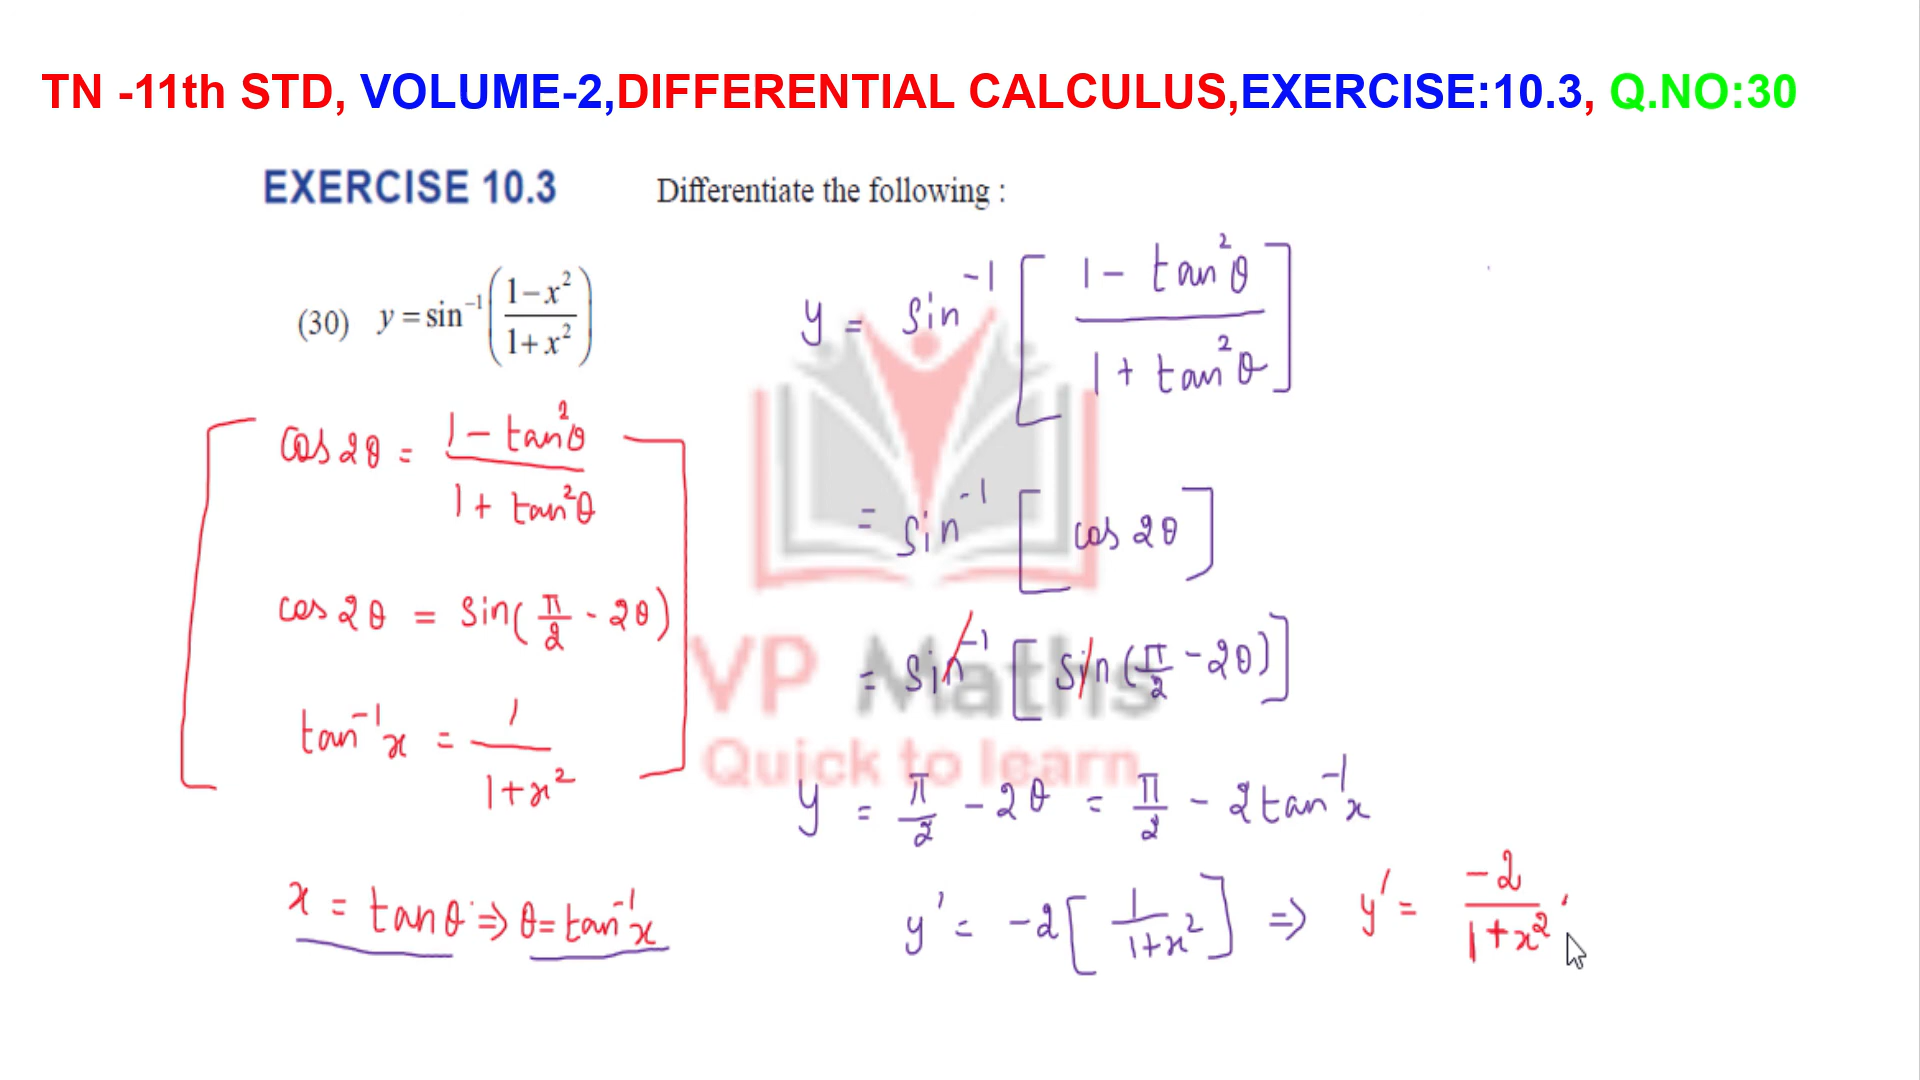 TN -11th STD, VOLUME-2,DIFFERENTIAL CALCULUS,EXERCISE:10.3, Q.NO:30
EXERCISE 10.3 Differentiate the following :
(30) y = sin⁻¹((1−x²)/(1+x²))
cos 2θ = (1 − tan²θ)/(1 + tan²θ)
cos 2θ = sin(π/2 - 2θ)
tan⁻¹x = 1/(1+x²)
x = tanθ ⇒ θ = tan⁻¹x
y = sin⁻¹[(1 − tan²θ)/(1 + tan²θ)]
= sin⁻¹[cos 2θ]
= sin⁻¹[sin(π/2 − 2θ)]
y = π/2 − 2θ = π/2 − 2tan⁻¹x
y' = −2[1/(1+x²)] ⇒ y' = −2/(1+x²).
VP Maths
Quick to learn